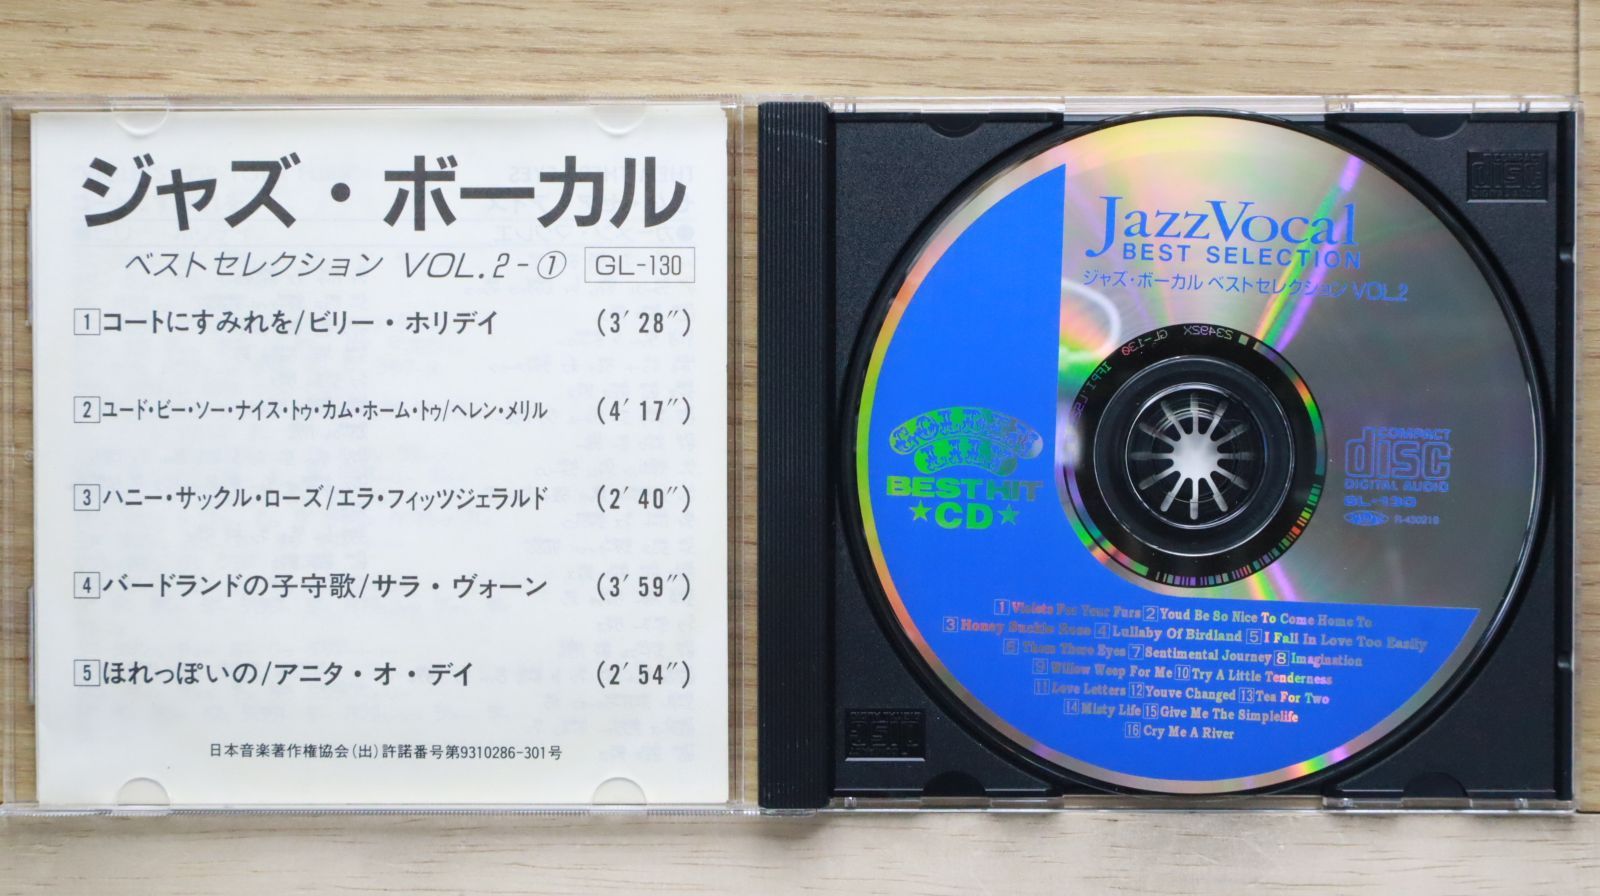 ジャズ・ボーカル
ベストセレクション VOL.2-① GL-130
1 コートにすみれを/ビリー・ホリデイ (3′28″)
2 ユード・ビー・ソー・ナイス・トゥ・カム・ホーム・トゥ/ヘレン・メリル (4′17″)
3 ハニー・サックル・ローズ/エラ・フィッツジェラルド (2′40″)
4 バードランドの子守歌/サラ・ヴォーン (3′59″)
5 ほれっぽいの/アニタ・オ・デイ (2′54″)
日本音楽著作権協会(出)許諾番号第9310286-301号
JazzVocal
BEST SELECTION
ジャズ・ボーカル ベストセレクション VOL.2
BEST HIT
★CD★
COMPACT
disc
DIGITAL AUDIO
GL-130
R-430218
1 Violets For Your Furs 2 Youd Be So Nice To Come Home To
3 Honey Suckle Rose 4 Lullaby Of Birdland 5 I Fall In Love Too Easily
6 Them There Eyes 7 Sentimental Journey 8 Imagination
9 Willow Weep For Me 10 Try A Little Tenderness
11 Love Letters 12 Youve Changed 13 Tea For Two
14 Misty Life 15 Give Me The Simplelife
16 Cry Me A River